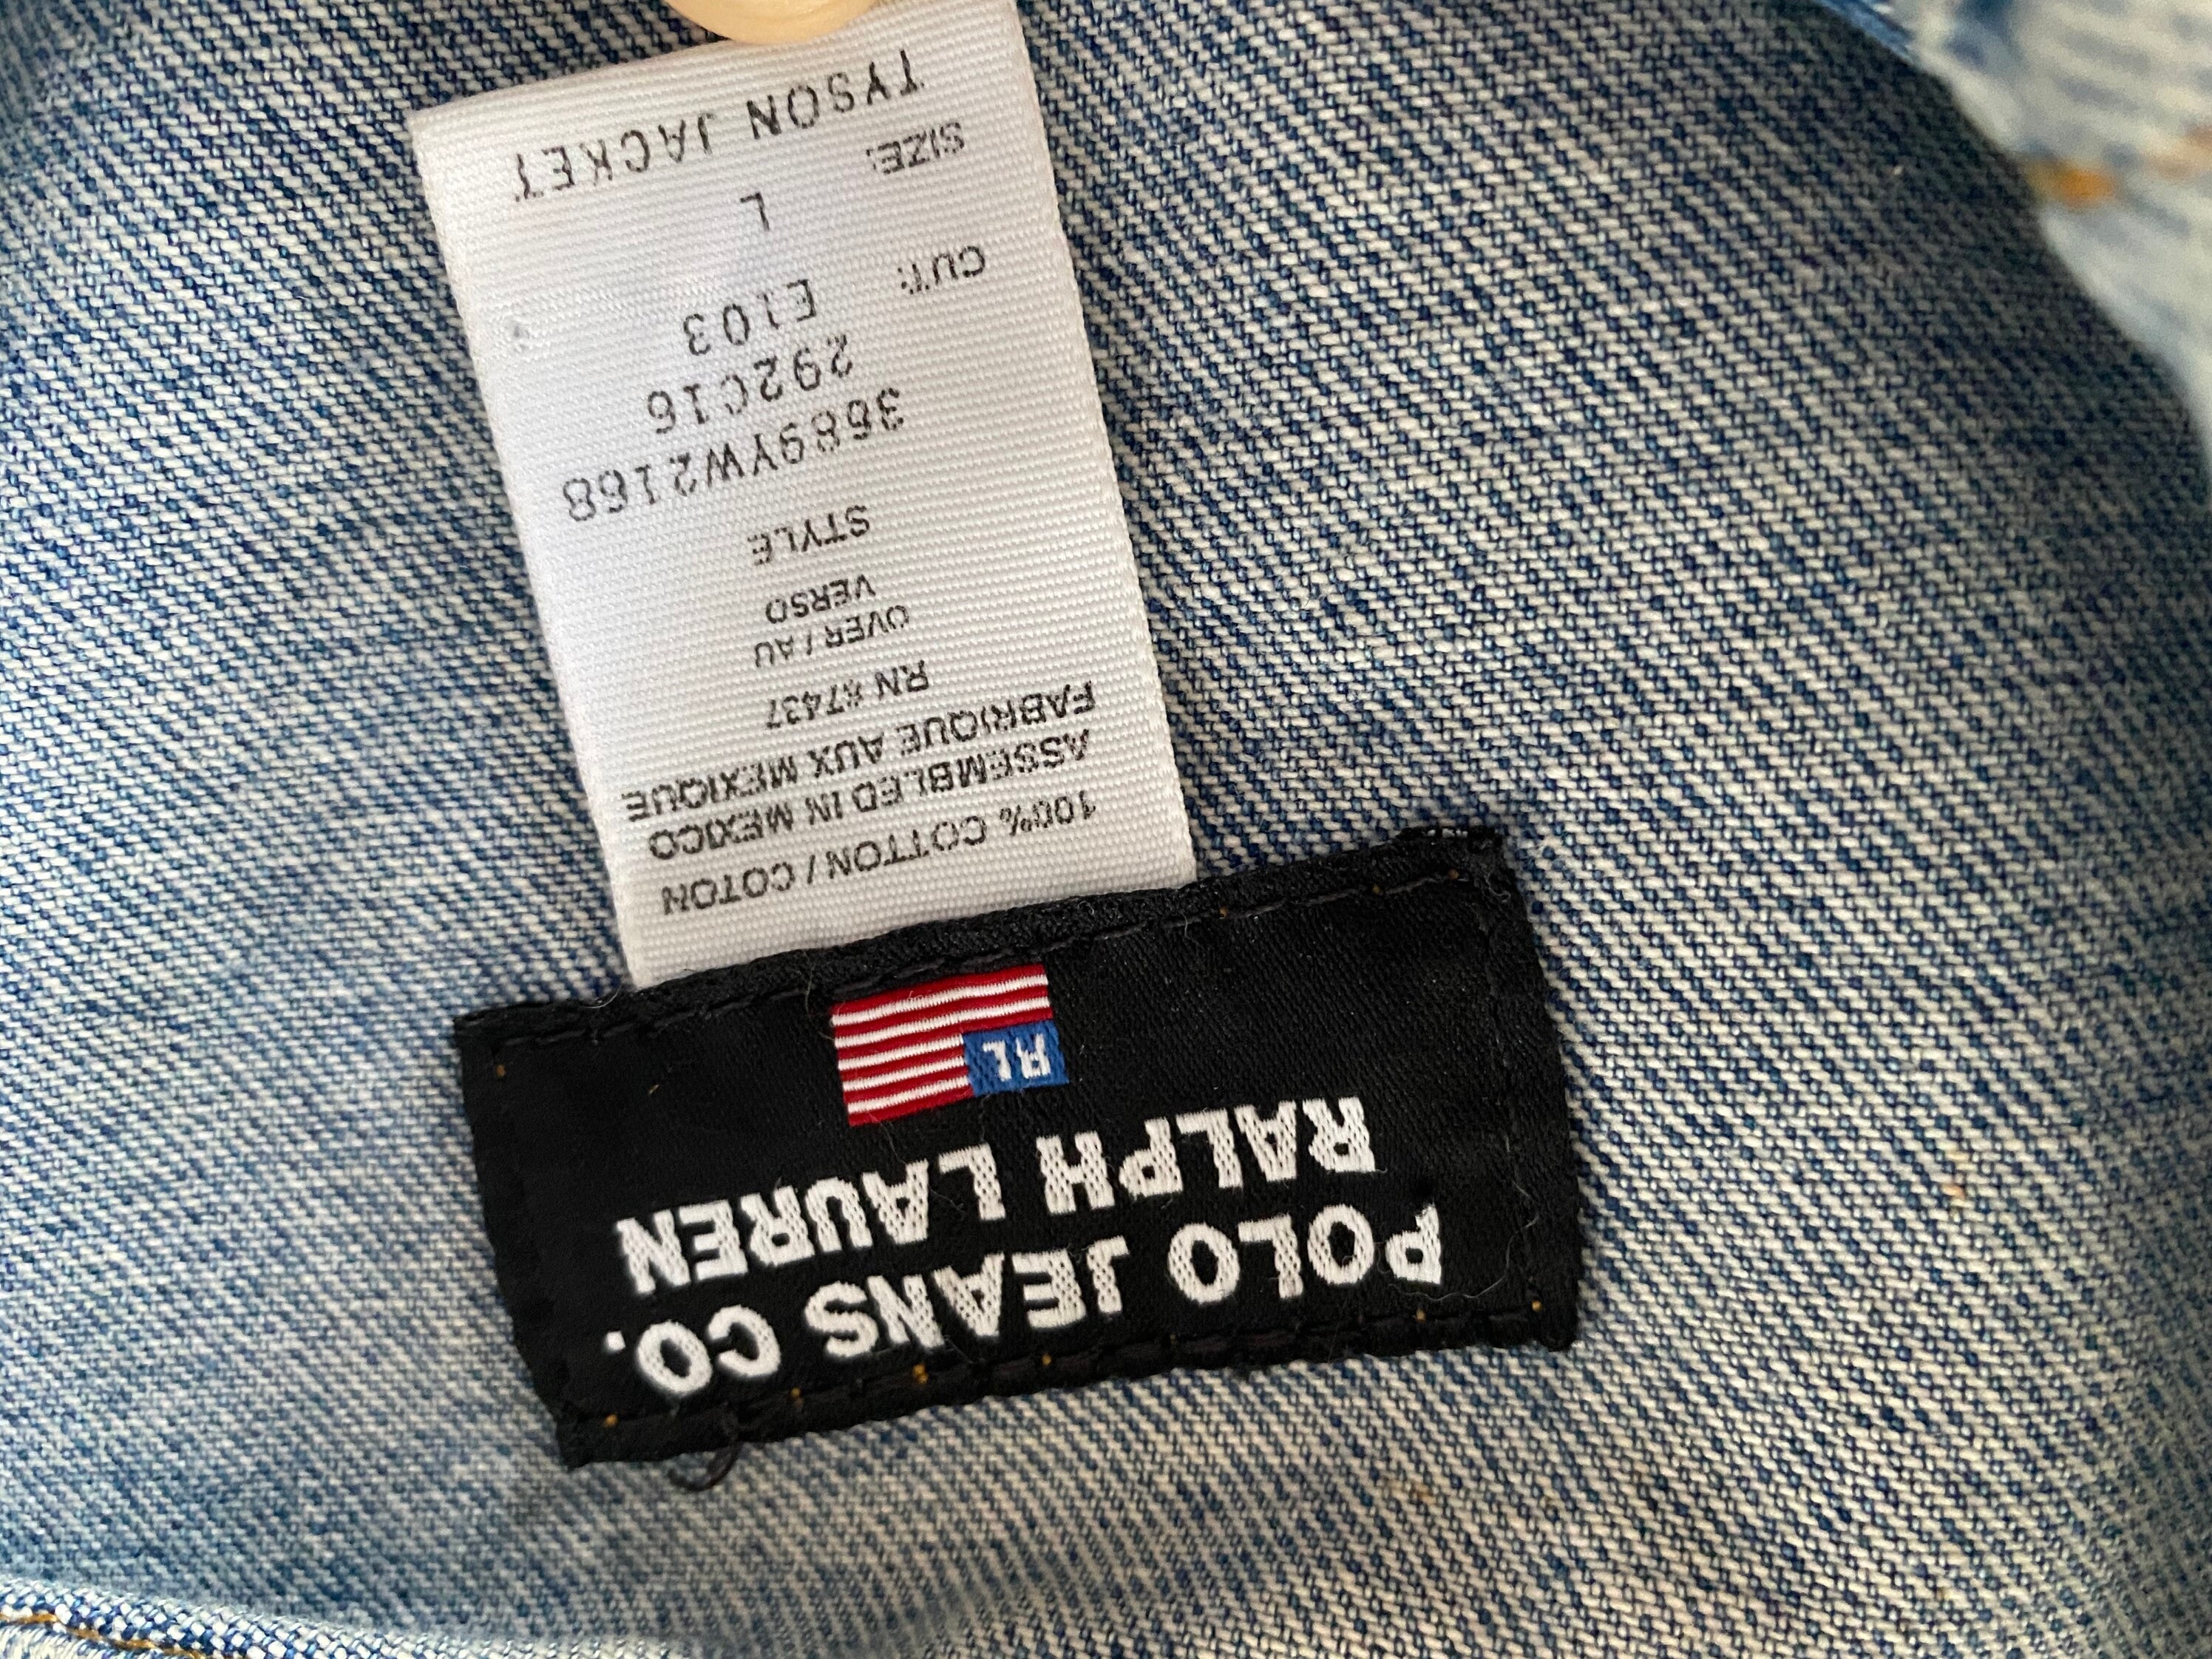 POLO JEANS CO.
RALPH LAUREN
RL
100% COTTON / COTON
ASSEMBLED IN MEXICO
FABRIQUE AUX MEXIQUE
RN 87437
OVER / AU
VERSO
STYLE
3689YW2168
292C16
CUT: E103
SIZE: L
TYSON JACKET